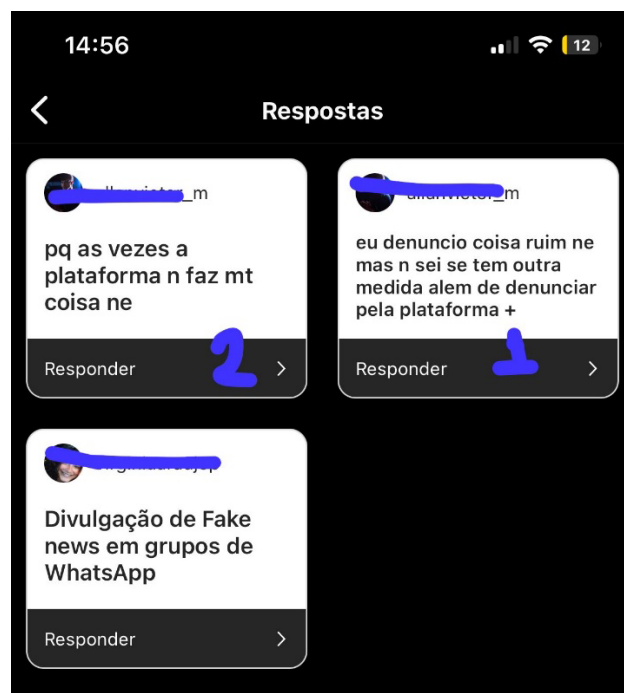 14:56
12
Respostas
pq as vezes a
plataforma n faz mt
coisa ne
Responder
2
eu denuncio coisa ruim ne
mas n sei se tem outra
medida alem de denunciar
pela plataforma +
Responder
1
Divulgação de Fake
news em grupos de
WhatsApp
Responder